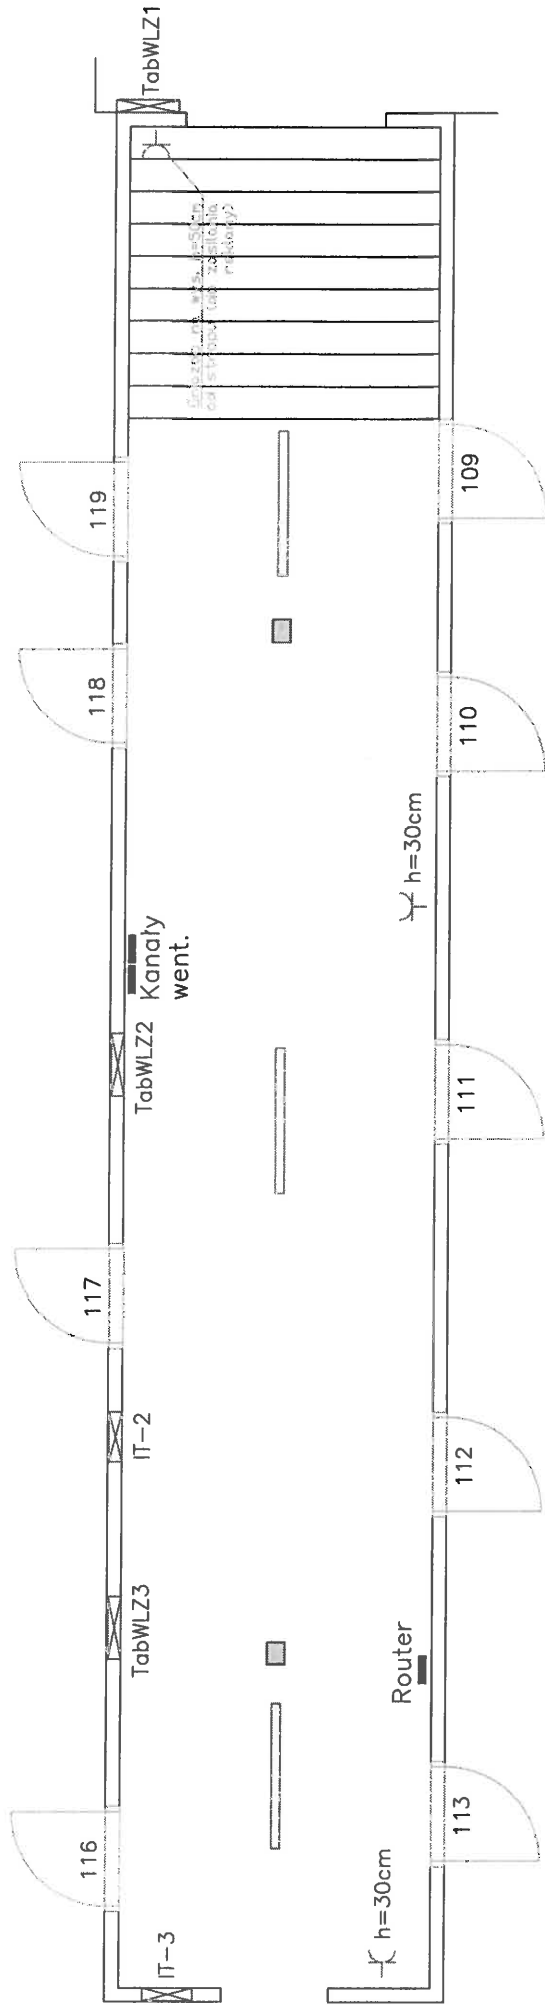 TabWLZ1
119
118
Kanały
went.
TabWLZ2
117
IT-2
TabWLZ3
116
IT-3
109
110
h=30cm
111
112
Router
113
h=30cm